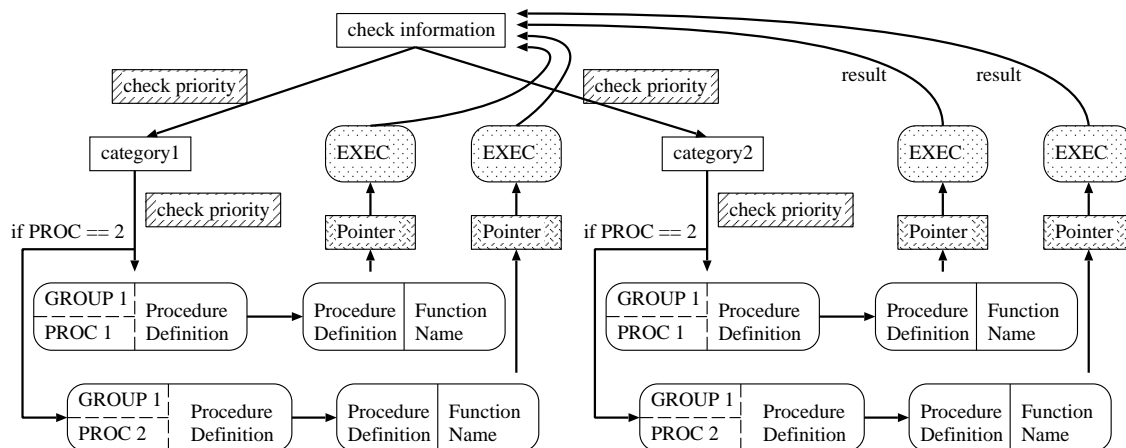 check information
result
result
check priority
check priority
category1
EXEC
EXEC
category2
EXEC
EXEC
check priority
check priority
if PROC == 2
Pointer
Pointer
if PROC == 2
Pointer
Pointer
GROUP 1
PROC 1
Procedure
Definition
Procedure
Definition
Function
Name
GROUP 1
PROC 1
Procedure
Definition
Procedure
Definition
Function
Name
GROUP 1
PROC 2
Procedure
Definition
Procedure
Definition
Function
Name
GROUP 1
PROC 2
Procedure
Definition
Procedure
Definition
Function
Name